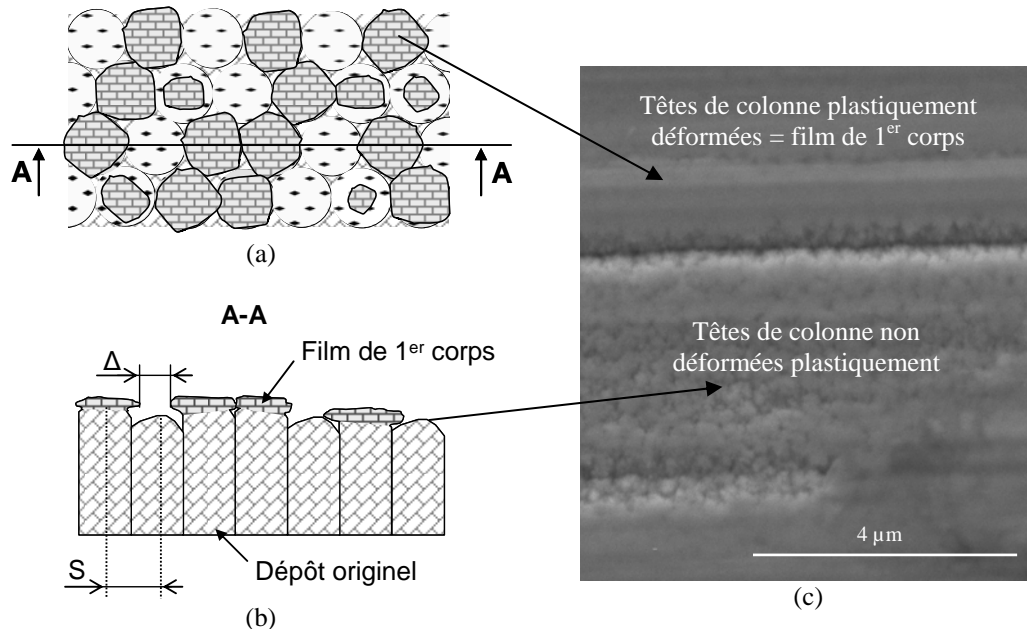 A
A
(a)
A-A
Δ
Film de 1er corps
S
Dépôt originel
(b)
Têtes de colonne plastiquement
déformées = film de 1er corps
Têtes de colonne non
déformées plastiquement
4 µm
(c)